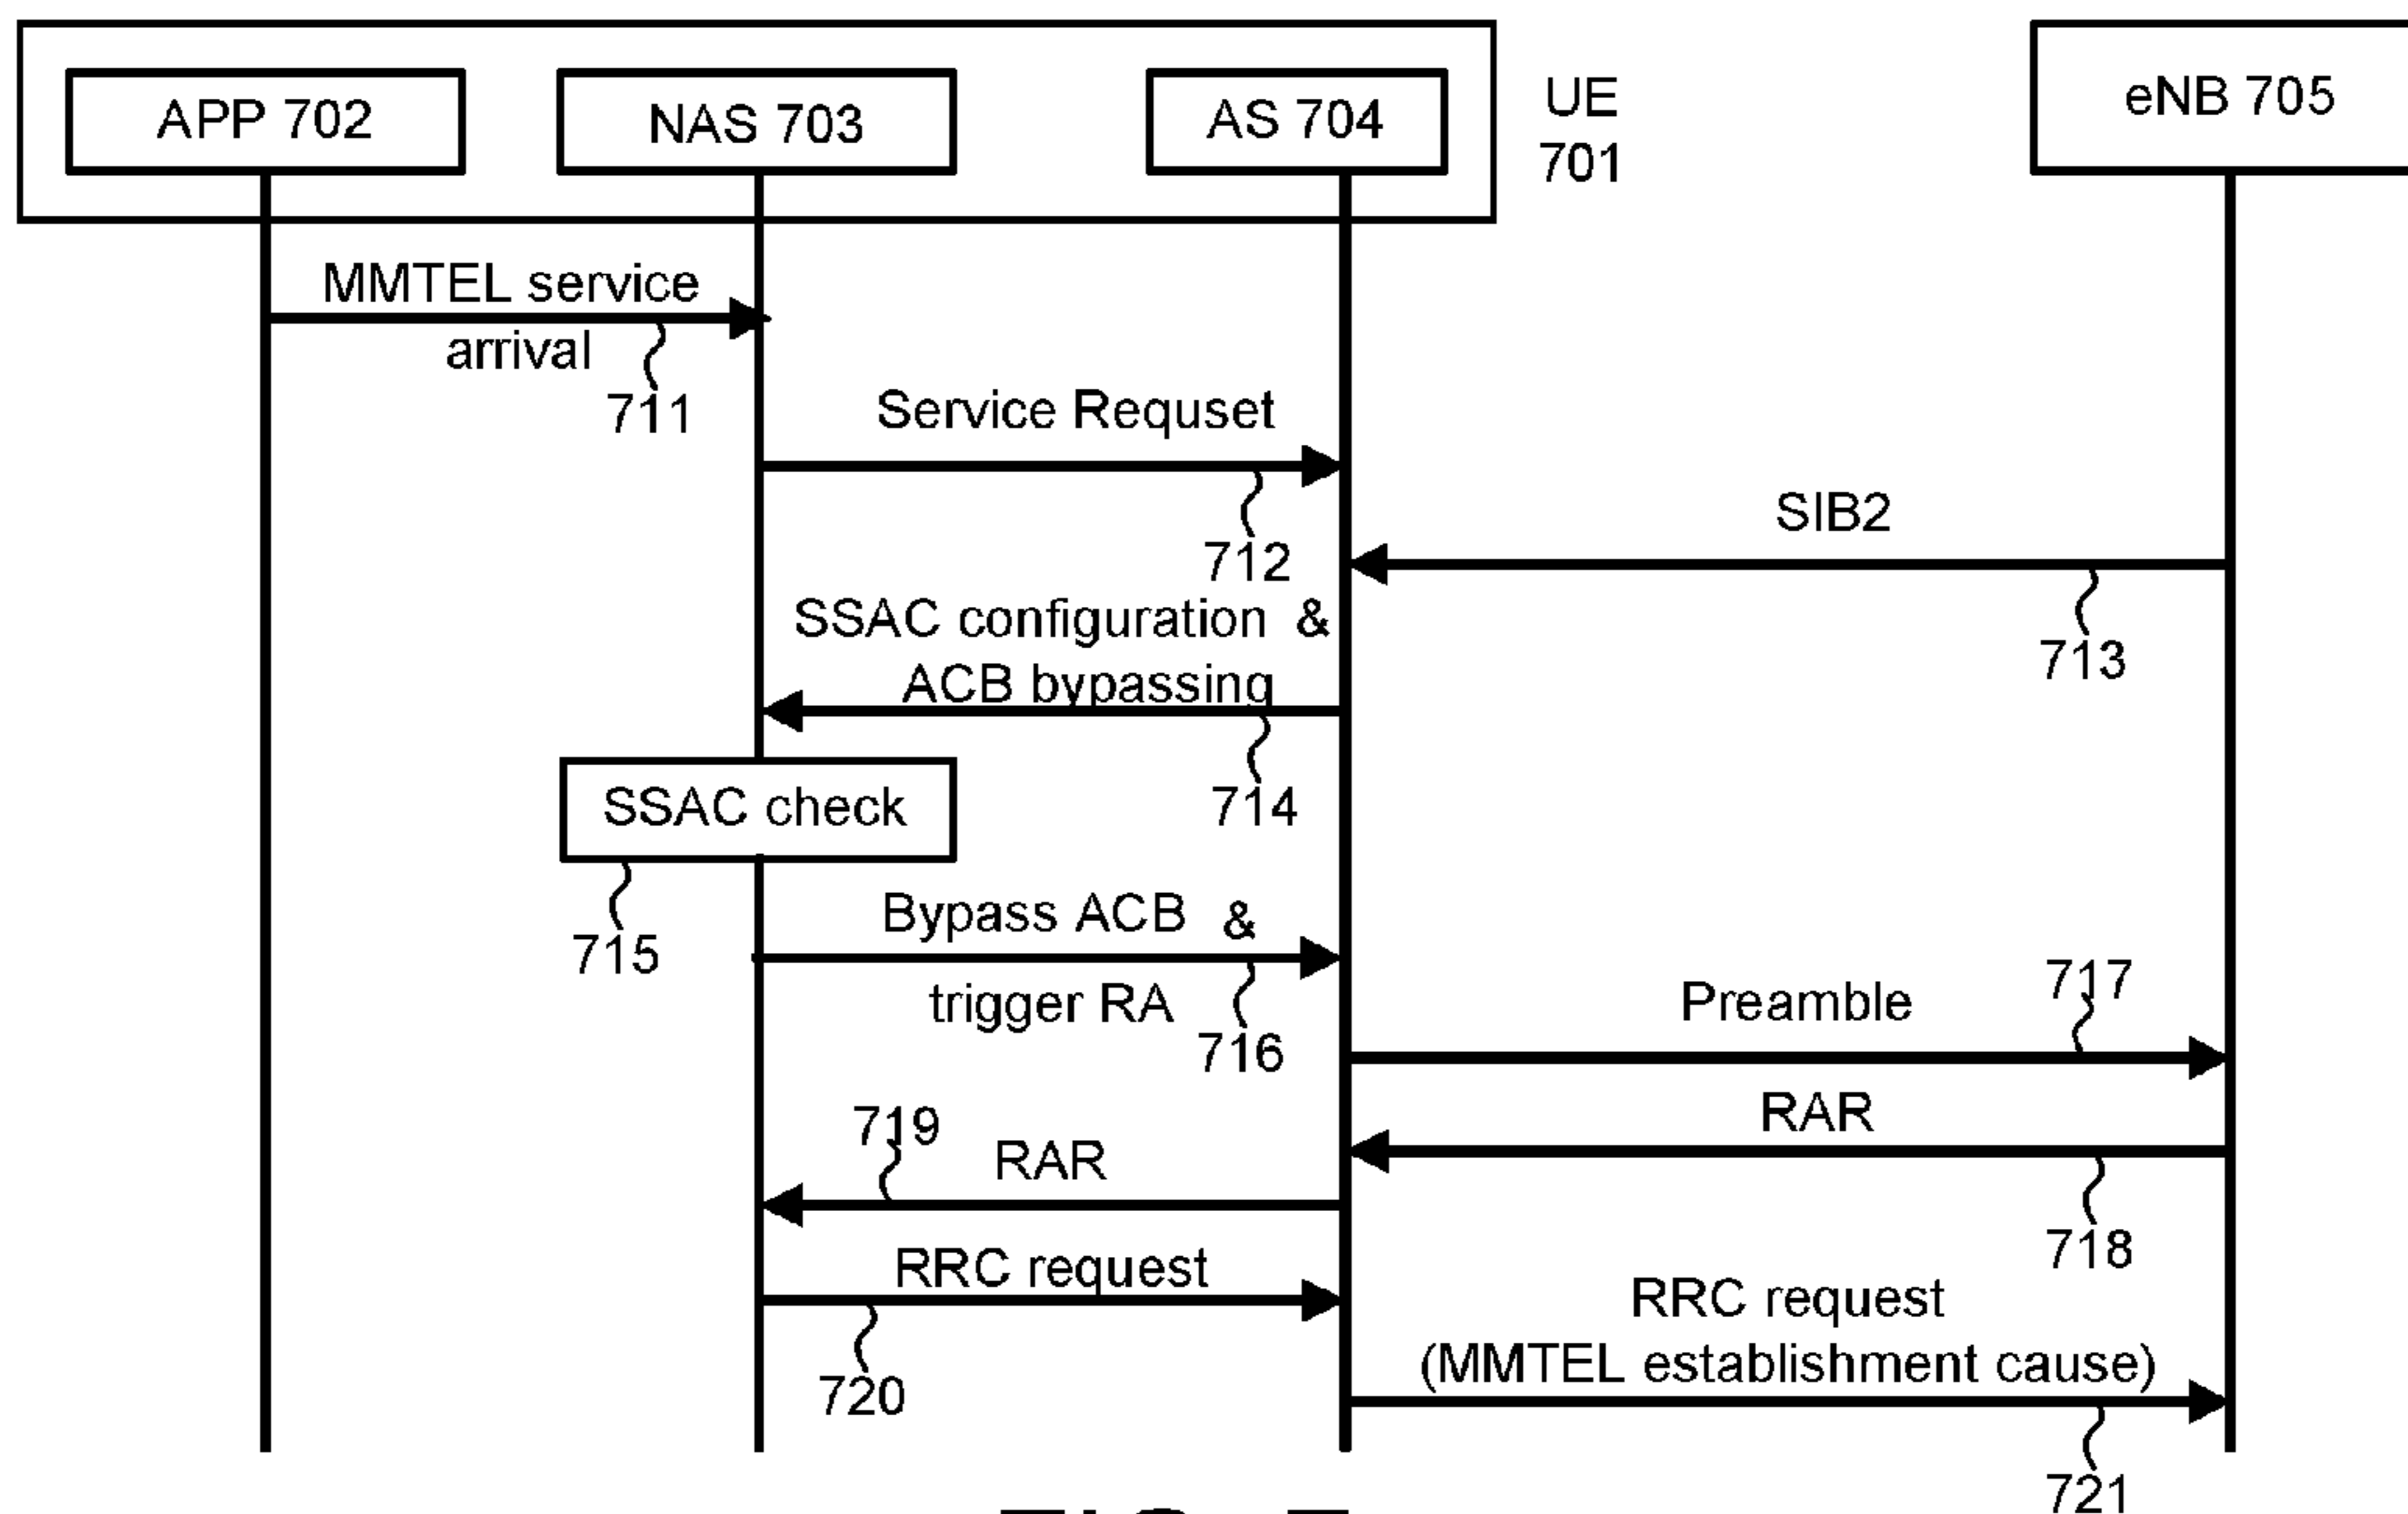 APP 702
NAS 703
AS 704
UE
701
eNB 705
MMTEL service
arrival
711
Service Requset
712
SIB2
713
SSAC configuration &
ACB bypassing
714
SSAC check
715
Bypass ACB &
trigger RA
716
Preamble
717
RAR
718
719
RAR
RRC request
720
RRC request
(MMTEL establishment cause)
721